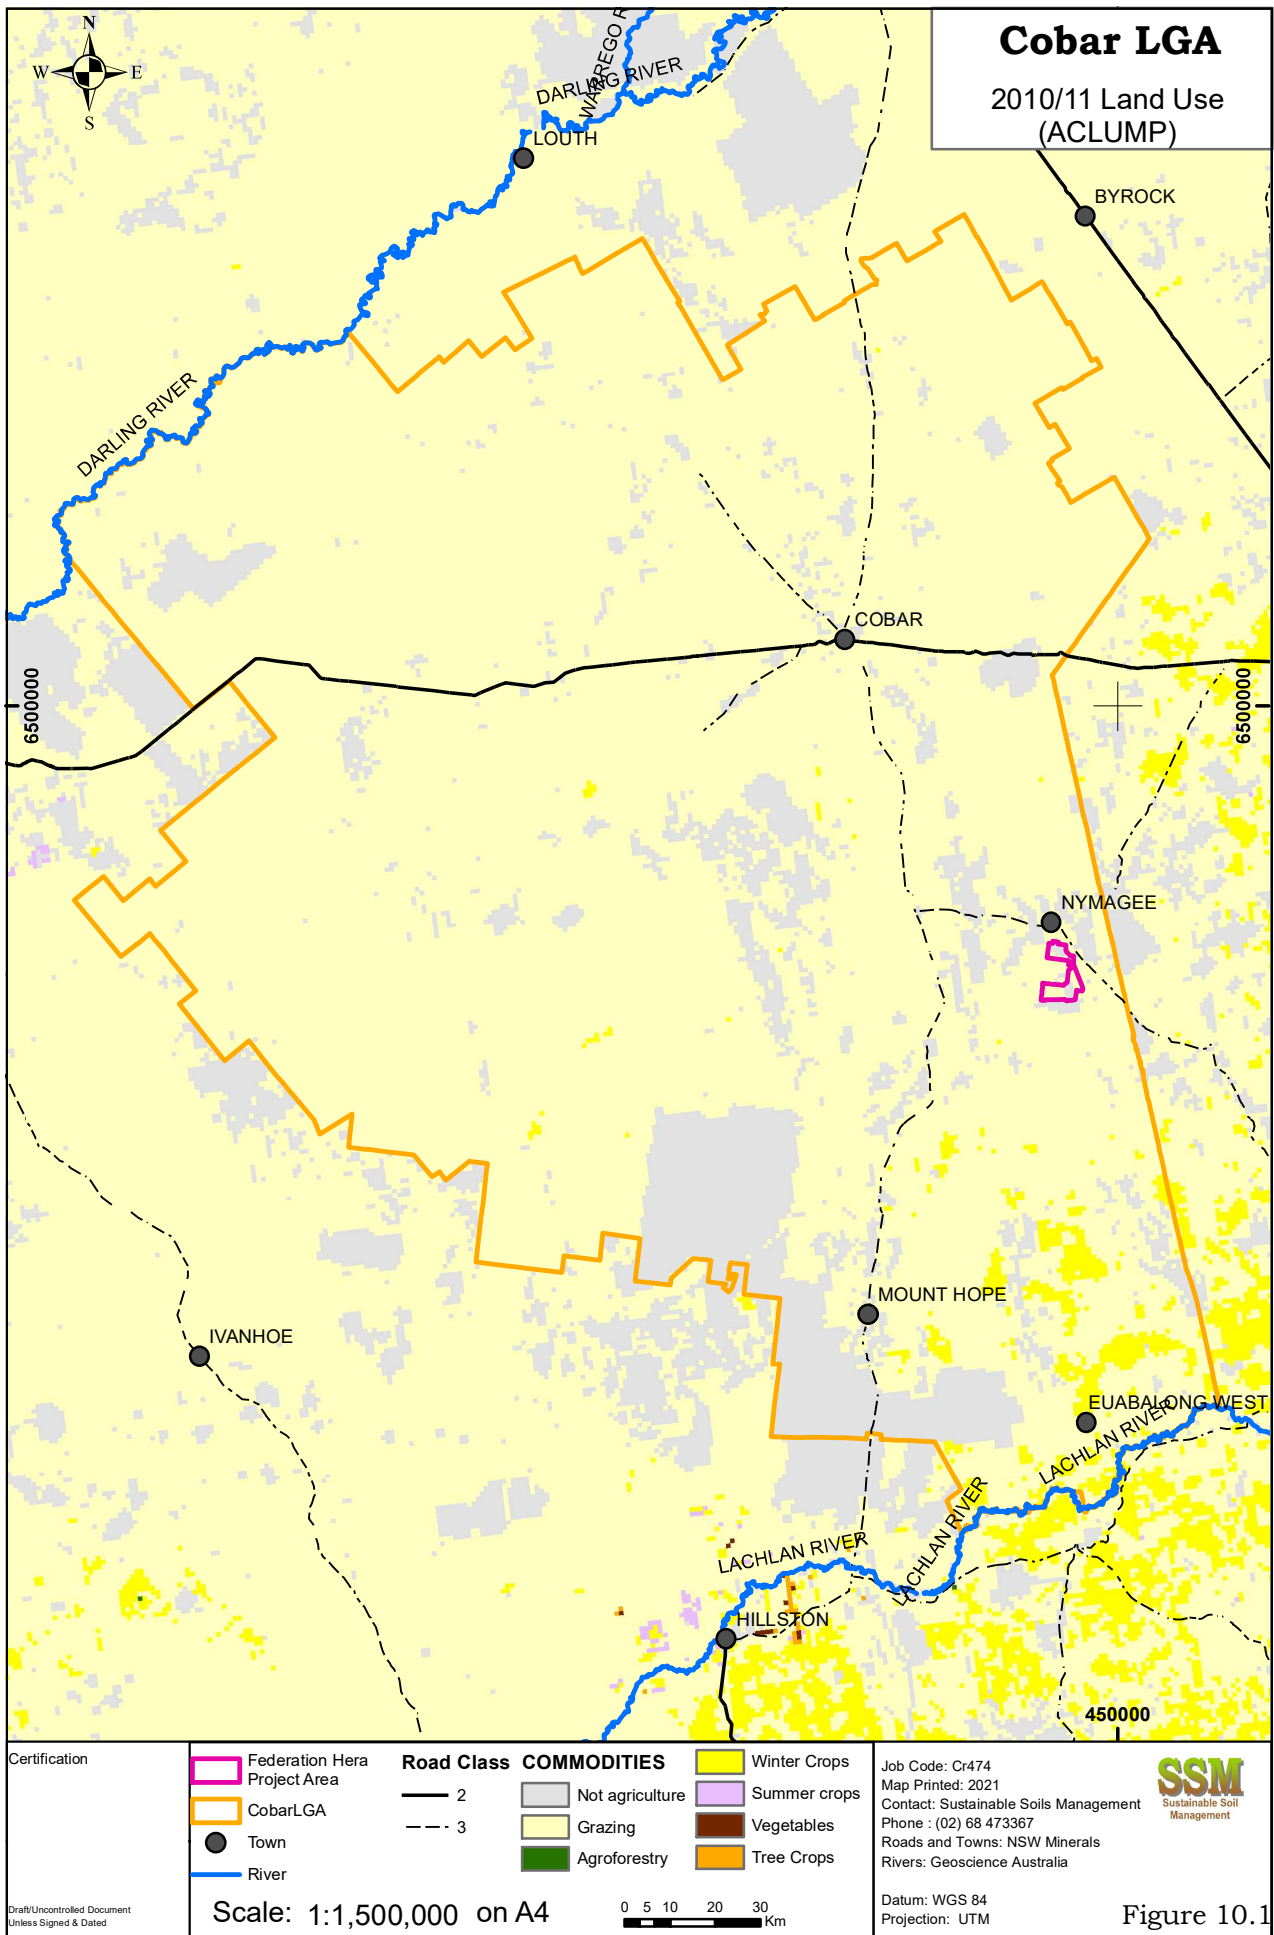 Cobar LGA
2010/11 Land Use
(ACLUMP)
N
W
E
S
WARREGO R
DARLING RIVER
LOUTH
BYROCK
DARLING RIVER
COBAR
6500000
6500000
NYMAGEE
MOUNT HOPE
IVANHOE
EUABALONG WEST
LACHLAN RIVER
LACHLAN RIVER
LACHLAN RIVER
HILLSTON
450000
Certification
Draft/Uncontrolled Document
Unless Signed & Dated
Federation Hera
Project Area
CobarLGA
Town
River
Road Class
2
3
COMMODITIES
Not agriculture
Grazing
Agroforestry
Winter Crops
Summer crops
Vegetables
Tree Crops
Scale: 1:1,500,000 on A4
0 5 10 20 30
Km
Job Code: Cr474
Map Printed: 2021
Contact: Sustainable Soils Management
Phone : (02) 68 473367
Roads and Towns: NSW Minerals
Rivers: Geoscience Australia
Datum: WGS 84
Projection: UTM
SSM
Sustainable Soil
Management
Figure 10.1